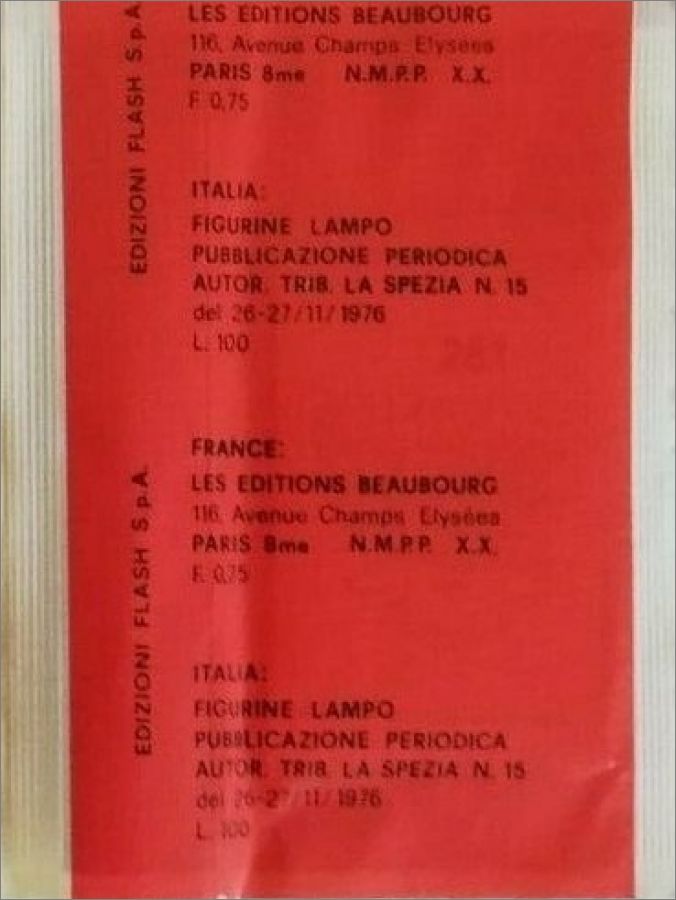 LES EDITIONS BEAUBOURG
116, Avenue Champs Elysées
PARIS 8me N.M.P.P. X.X.
F. 0,75
EDIZIONI FLASH S.p.A.
ITALIA:
FIGURINE LAMPO
PUBBLICAZIONE PERIODICA
AUTOR. TRIB. LA SPEZIA N. 15
del 26-27/11/1976
L. 100
FRANCE:
LES EDITIONS BEAUBOURG
116, Avenue Champs Elysées
PARIS 8me N.M.P.P. X.X.
F. 0,75
EDIZIONI FLASH S.p.A.
ITALIA:
FIGURINE LAMPO
PUBBLICAZIONE PERIODICA
AUTOR. TRIB. LA SPEZIA N. 15
del 26-27/11/1976
L. 100